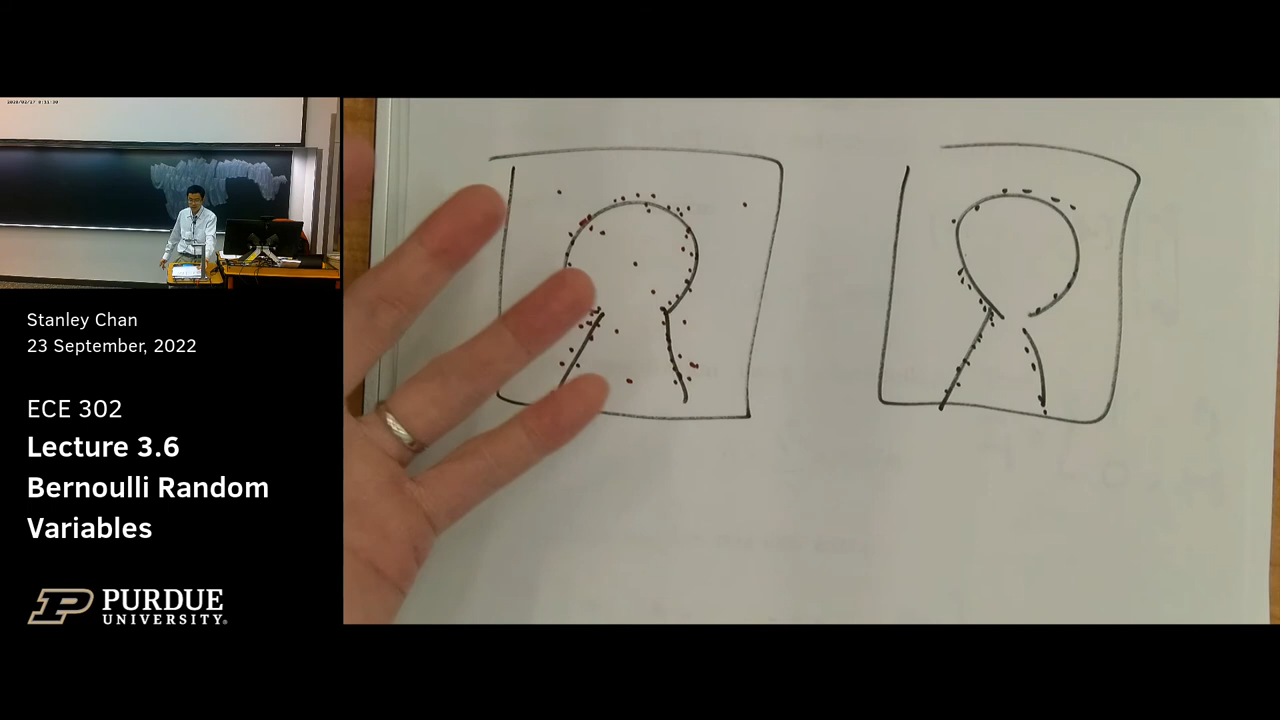 Stanley Chan
23 September, 2022
ECE 302
Lecture 3.6
Bernoulli Random
Variables
PURDUE
UNIVERSITY.